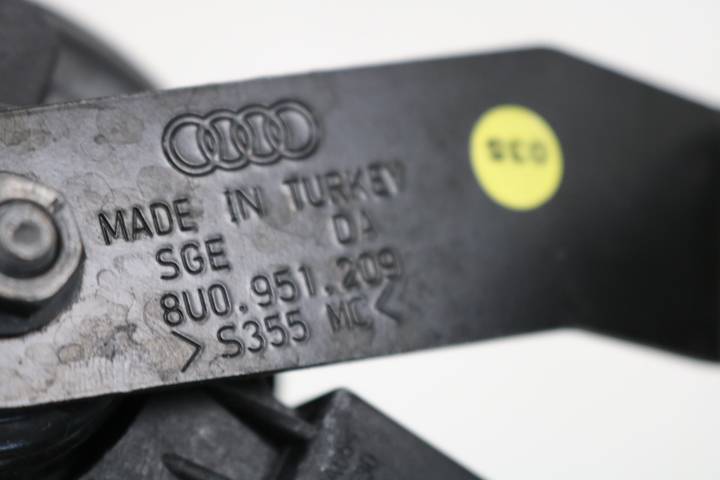 MADE IN TURKEY
SGE DA
8U0.951.209
>S355 MC<